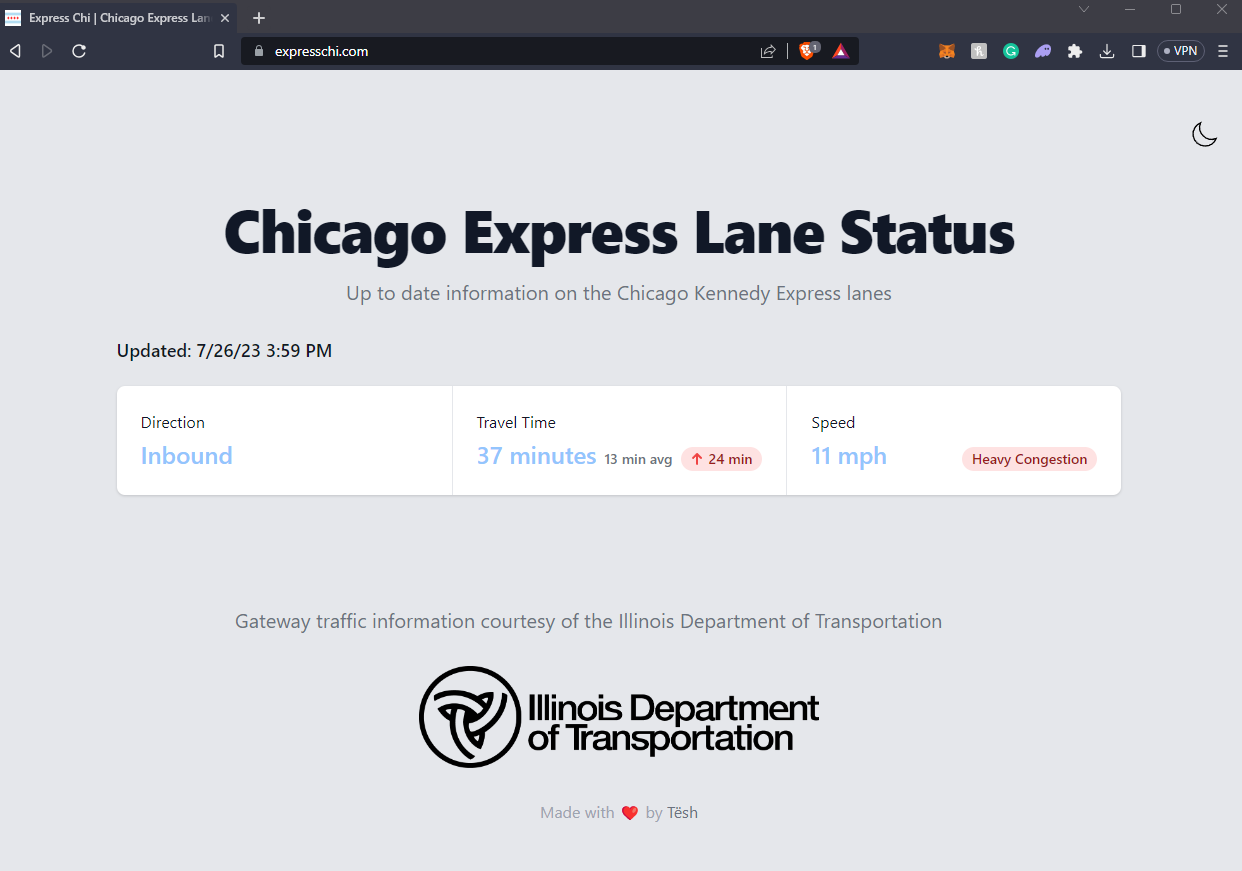 Express Chi | Chicago Express Lan
expresschi.com
1
VPN
Chicago Express Lane Status
Up to date information on the Chicago Kennedy Express lanes
Updated: 7/26/23 3:59 PM
Direction
Inbound
Travel Time
37 minutes 13 min avg 24 min
Speed
11 mph Heavy Congestion
Gateway traffic information courtesy of the Illinois Department of Transportation
Illinois Department
of Transportation
Made with ❤️ by Tësh